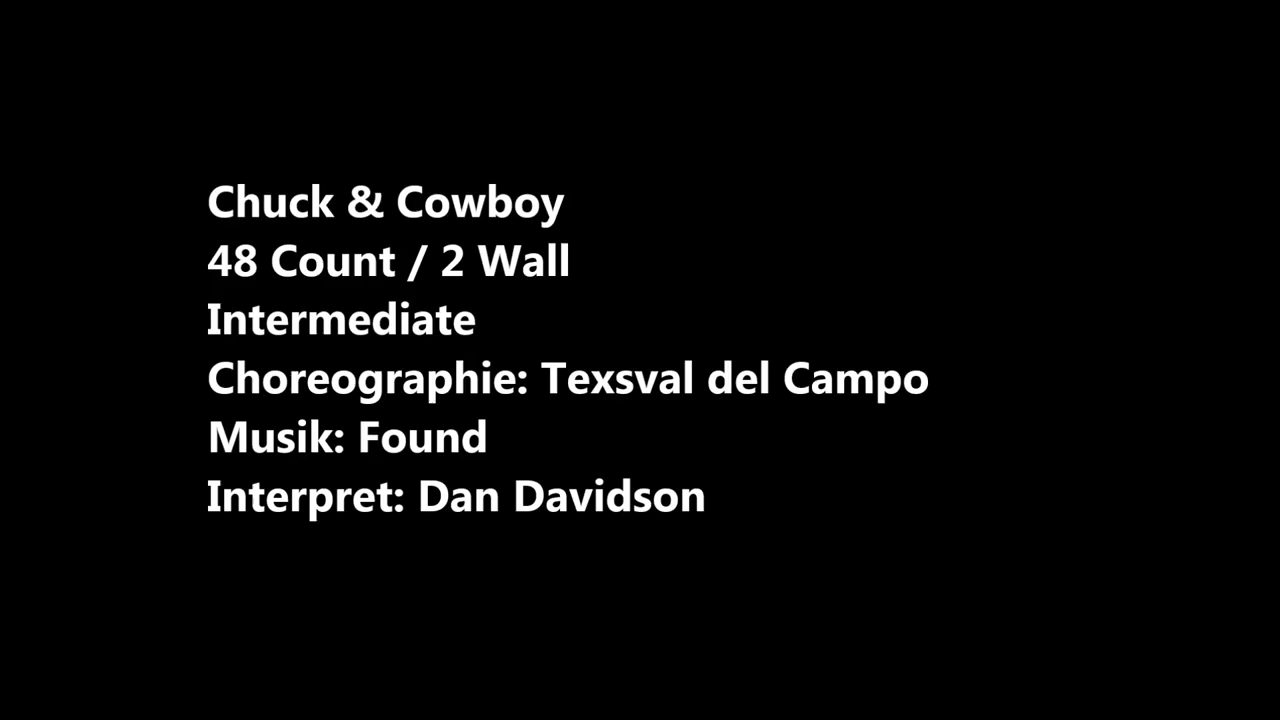 Chuck & Cowboy
48 Count / 2 Wall
Intermediate
Choreographie: Texsval del Campo
Musik: Found
Interpret: Dan Davidson